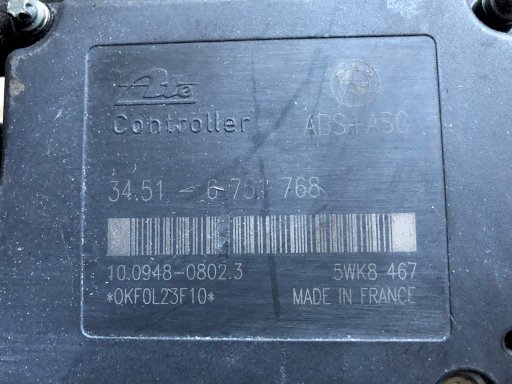 Ate
Controller ABS+ASC
34.51 - 6 751 768
10.0948-0802.3 5WK8 467
*0KF0L23F10* MADE IN FRANCE